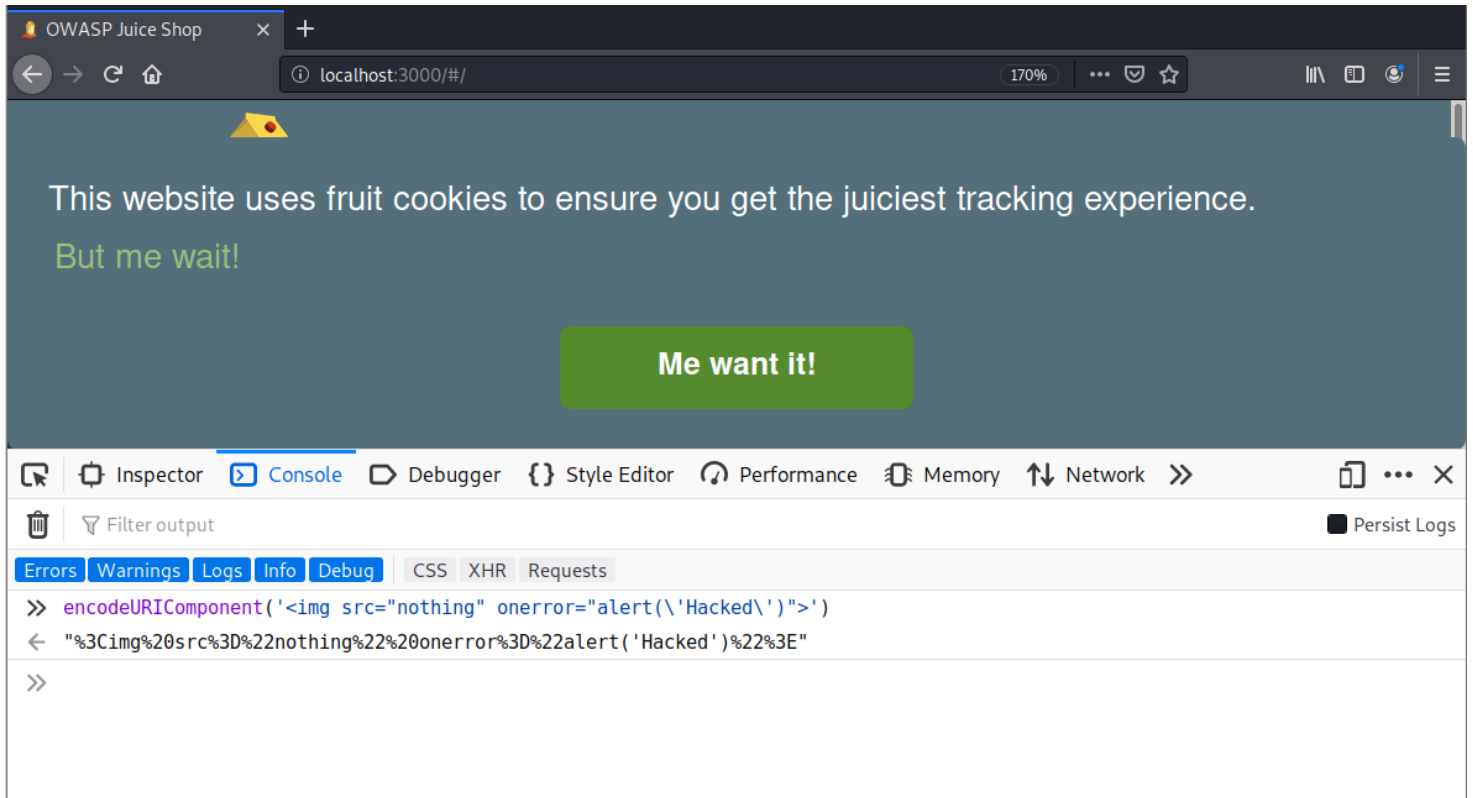 OWASP Juice Shop
localhost:3000/#/ 170%
This website uses fruit cookies to ensure you get the juiciest tracking experience.
But me wait!
Me want it!
Inspector Console Debugger {} Style Editor Performance Memory Network
Filter output Persist Logs
Errors Warnings Logs Info Debug CSS XHR Requests
encodeURIComponent('<img src="nothing" onerror="alert(\'Hacked\')">')
"%3Cimg%20src%3D%22nothing%22%20onerror%3D%22alert('Hacked')%22%3E"